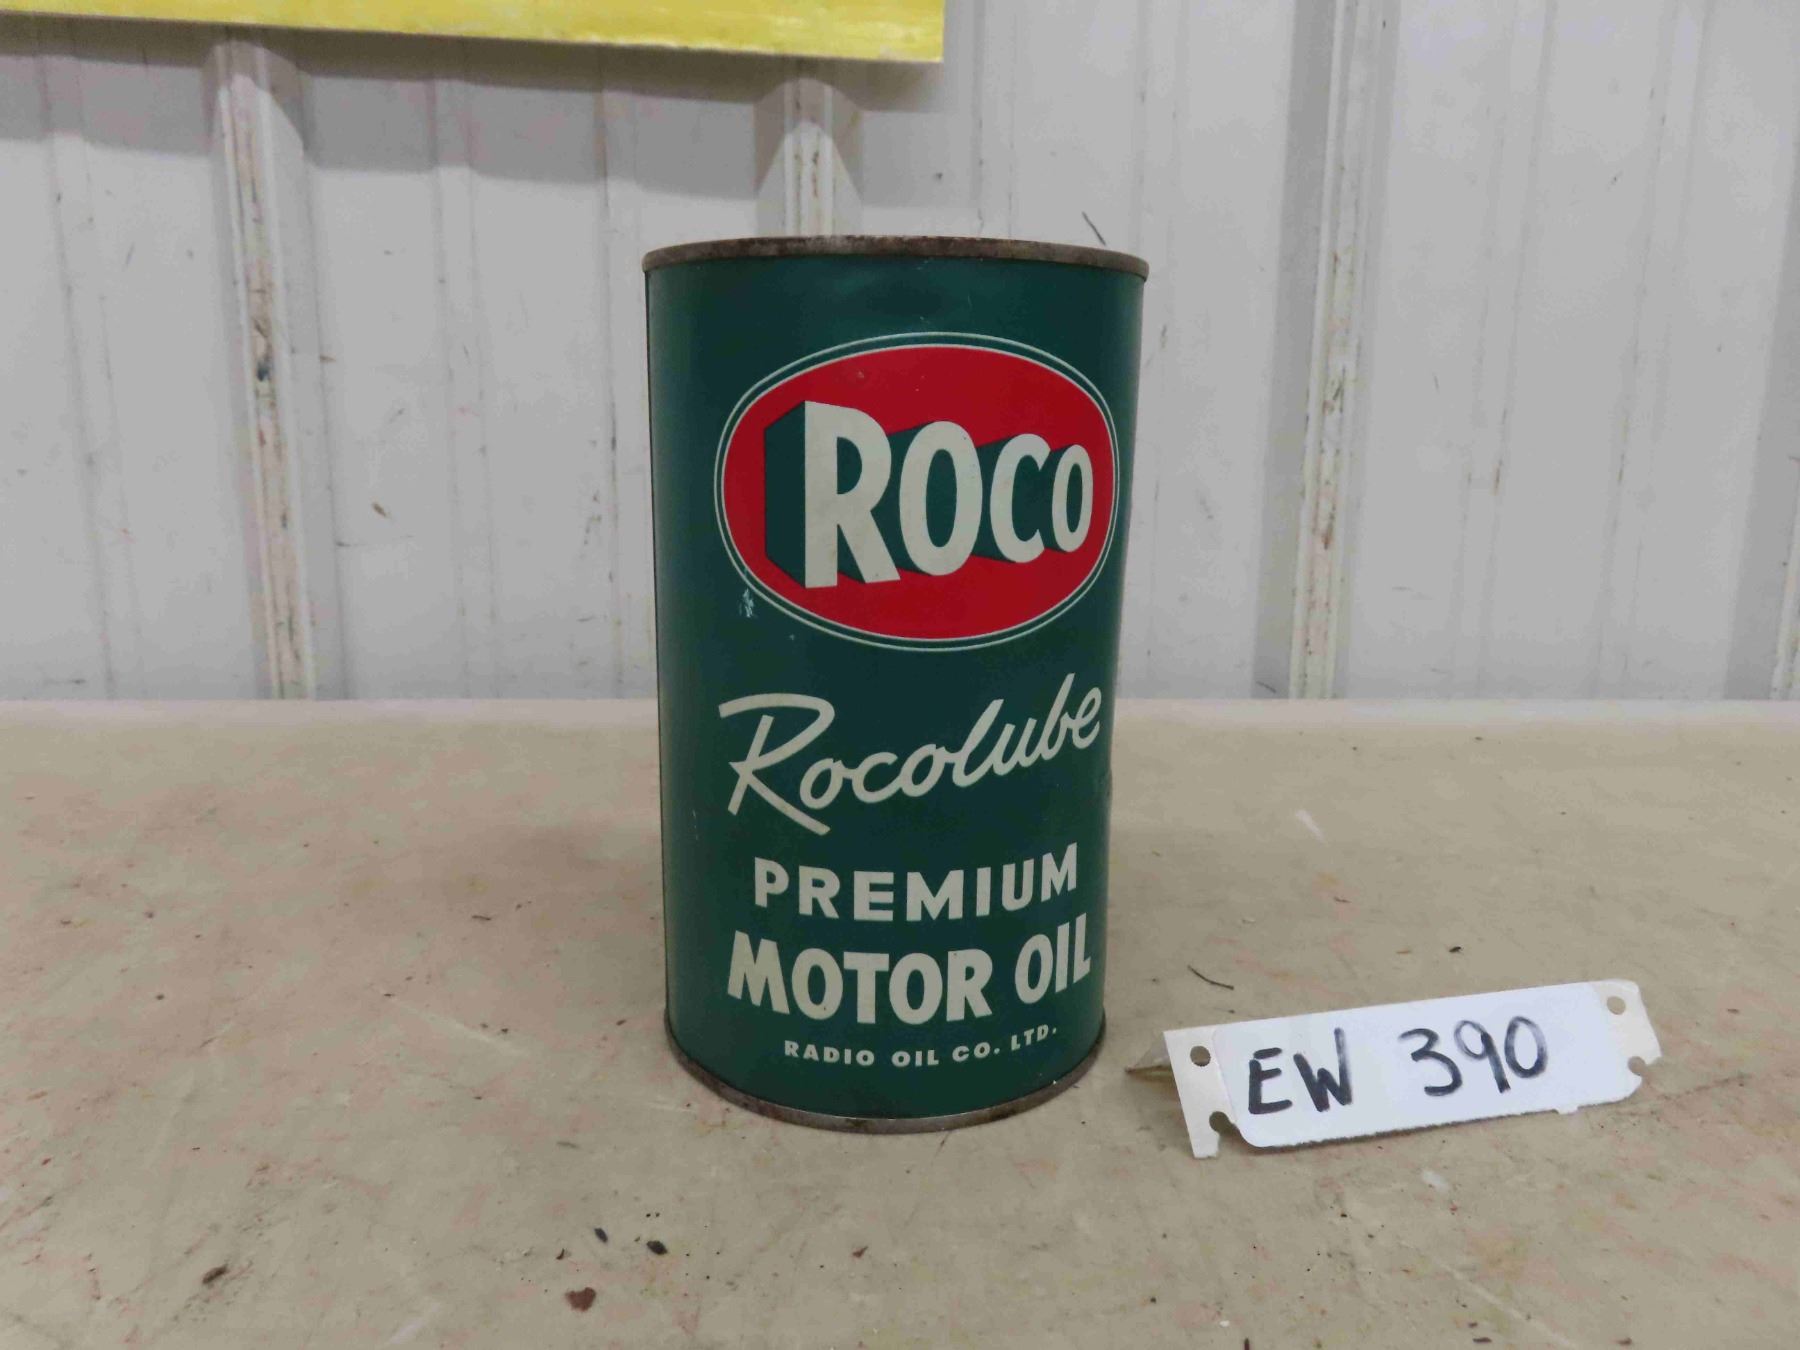 ROCO
Rocolube
PREMIUM
MOTOR OIL
RADIO OIL CO. LTD.
EW 390